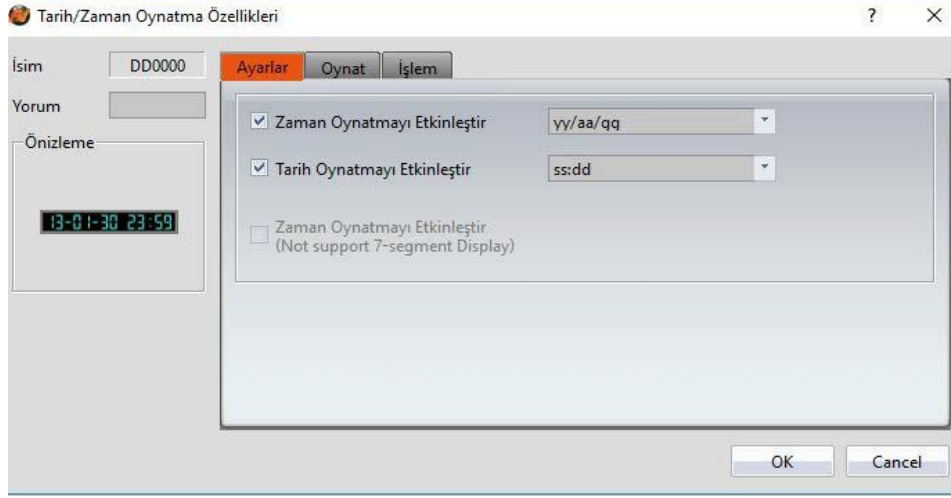 Tarih/Zaman Oynatma Özellikleri
?
İsim DD0000
Yorum
Önizleme
13-01-30 23:59
Ayarlar Oynat İşlem
Zaman Oynatmayı Etkinleştir yy/aa/gg
Tarih Oynatmayı Etkinleştir ss:dd
Zaman Oynatmayı Etkinleştir
(Not support 7-segment Display)
OK Cancel